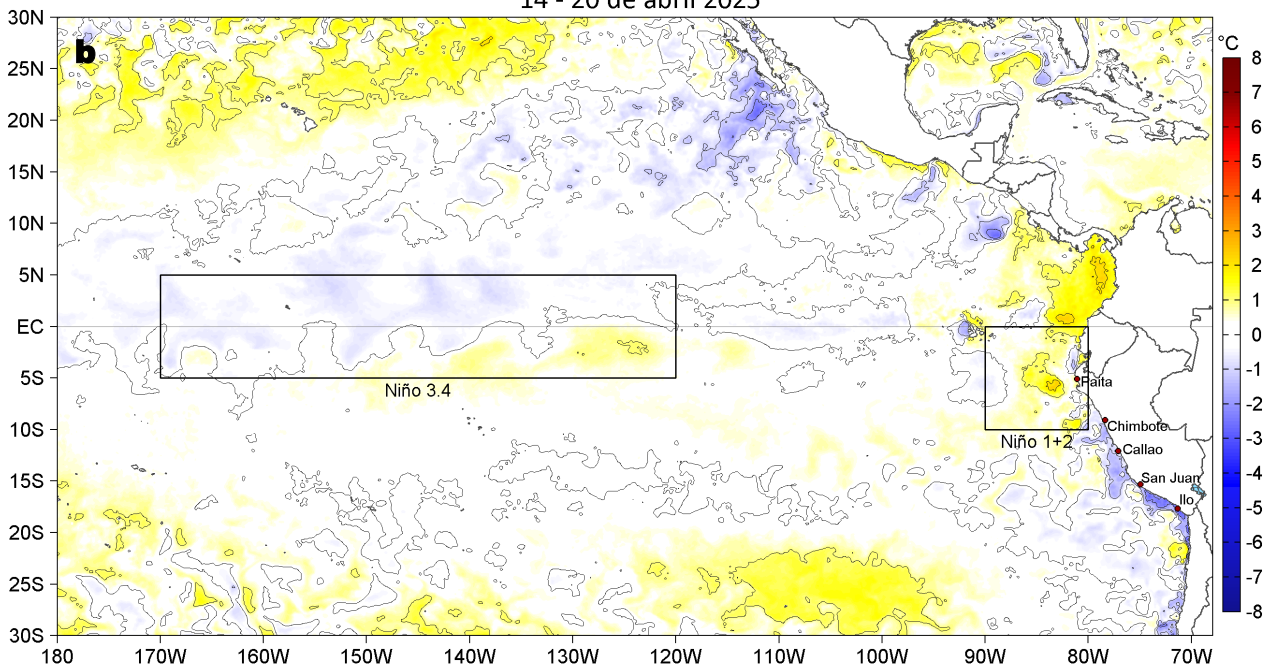 14 - 20 de abril 2025
b
°C
30N
25N
20N
15N
10N
5N
EC
5S
10S
15S
20S
25S
30S
Niño 3.4
Niño 1+2
Paita
Chimbote
Callao
San Juan
Ilo
8
7
6
5
4
3
2
1
0
-1
-2
-3
-4
-5
-6
-7
-8
180 170W 160W 150W 140W 130W 120W 110W 100W 90W 80W 70W